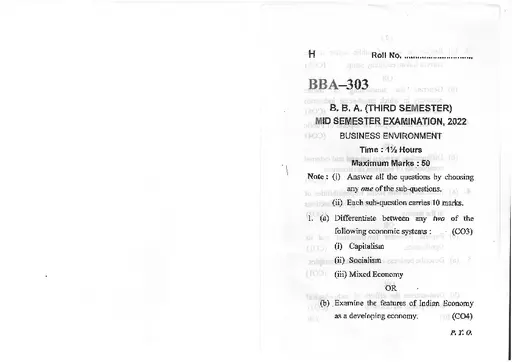 H Roll No. ..............................
BBA–303
B. B. A. (THIRD SEMESTER)
MID SEMESTER EXAMINATION, 2022
BUSINESS ENVIRONMENT
Time : 1½ Hours
Maximum Marks : 50
Note : (i) Answer all the questions by choosing
any one of the sub-questions.
(ii) Each sub-question carries 10 marks.
1. (a) Differentiate between any two of the
following economic systems : (CO3)
(i) Capitalism
(ii) Socialism
(iii) Mixed Economy
OR
(b) Examine the features of Indian Economy
as a developing economy. (CO4)
P. T. O.